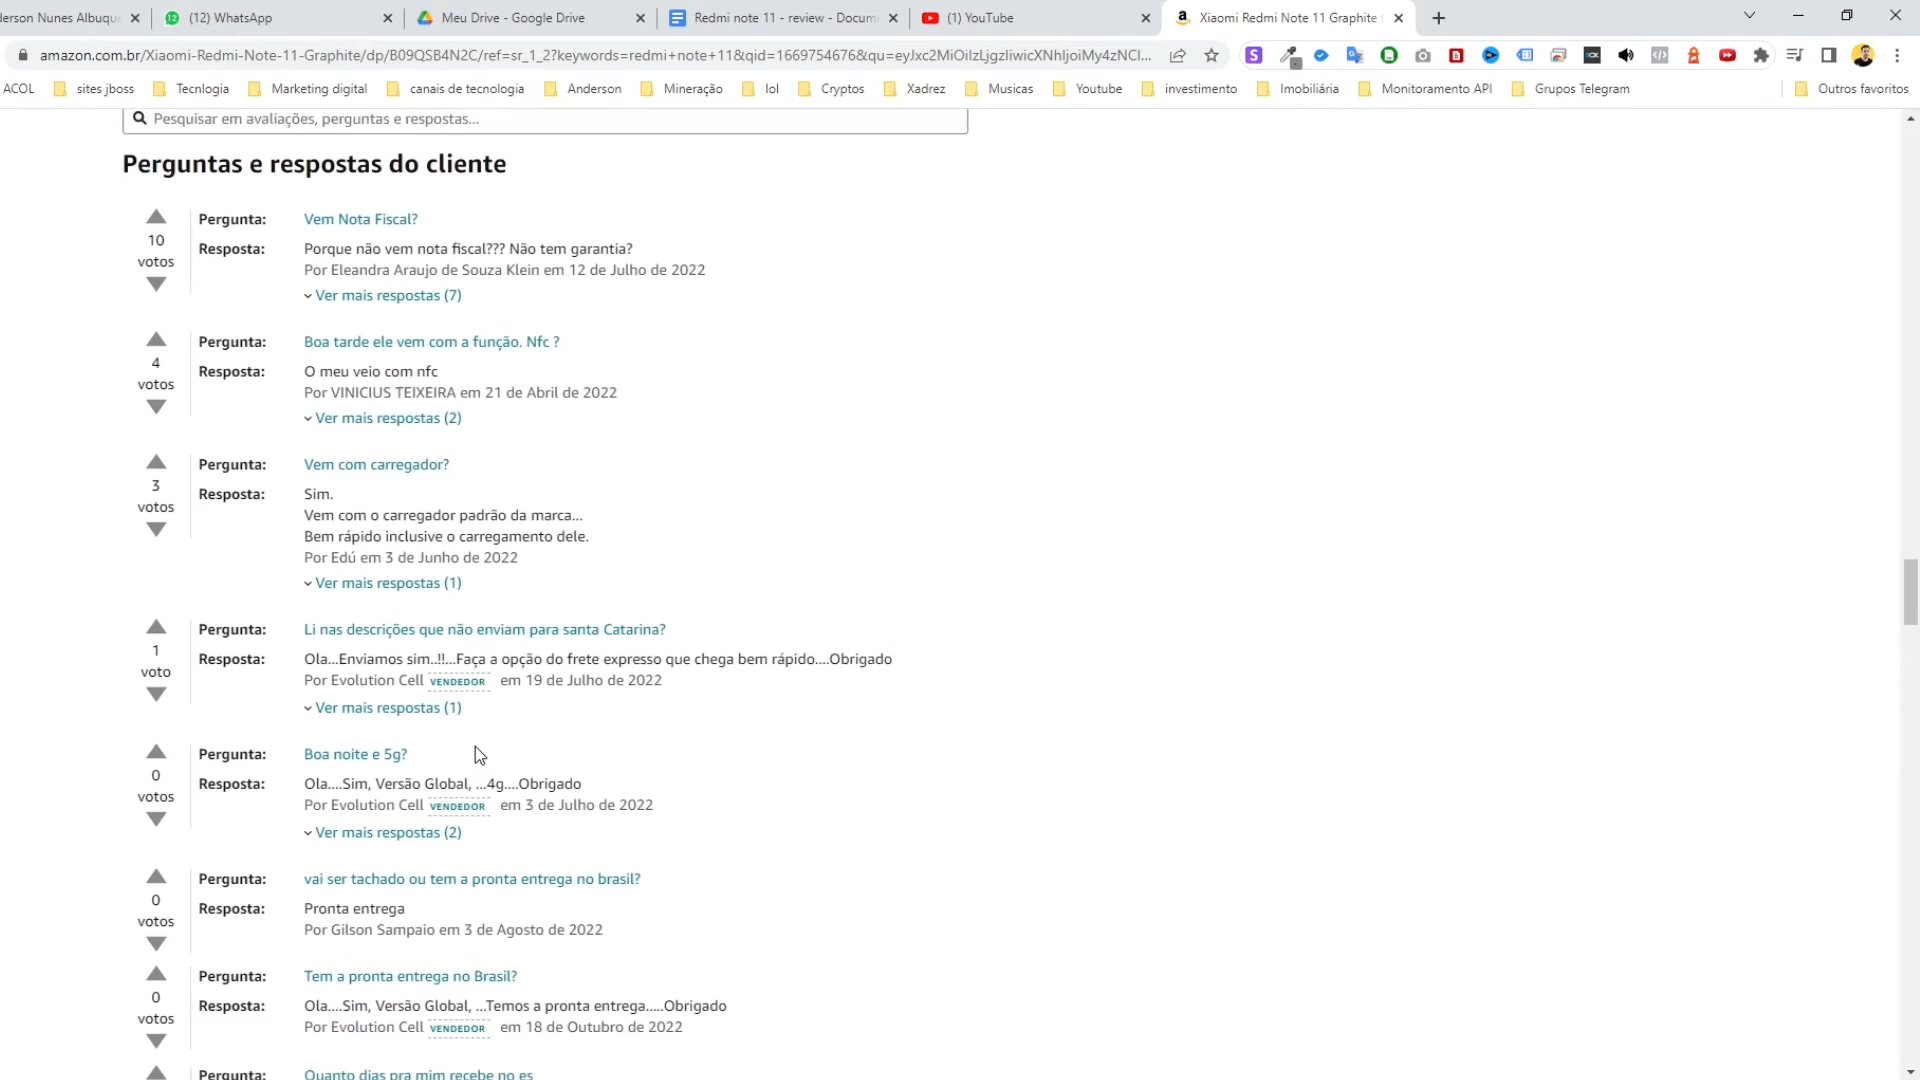 derson Nunes Albuque
(12) WhatsApp
Meu Drive - Google Drive
Redmi note 11 - review - Docum
(1) YouTube
Xiaomi Redmi Note 11 Graphite
amazon.com.br/Xiaomi-Redmi-Note-11-Graphite/dp/B09QSB4N2C/ref=sr_1_2?keywords=redmi+note+11&qid=1669754676&qu=eyJxc2MiOiIzLjgzIiwicXNhIjoiMy4zNCI...
ACOL
sites jboss
Tecnlogia
Marketing digital
canais de tecnologia
Anderson
Mineração
lol
Cryptos
Xadrez
Musicas
Youtube
investimento
Imobiliária
Monitoramento API
Grupos Telegram
Outros favoritos
Pesquisar em avaliações, perguntas e respostas...
Perguntas e respostas do cliente
10
votos
Pergunta: Vem Nota Fiscal?
Resposta: Porque não vem nota fiscal??? Não tem garantia?
Por Eleandra Araujo de Souza Klein em 12 de Julho de 2022
Ver mais respostas (7)
4
votos
Pergunta: Boa tarde ele vem com a função. Nfc ?
Resposta: O meu veio com nfc
Por VINICIUS TEIXEIRA em 21 de Abril de 2022
Ver mais respostas (2)
3
votos
Pergunta: Vem com carregador?
Resposta: Sim.
Vem com o carregador padrão da marca...
Bem rápido inclusive o carregamento dele.
Por Edú em 3 de Junho de 2022
Ver mais respostas (1)
1
voto
Pergunta: Li nas descrições que não enviam para santa Catarina?
Resposta: Ola...Enviamos sim..!!...Faça a opção do frete expresso que chega bem rápido....Obrigado
Por Evolution Cell VENDEDOR em 19 de Julho de 2022
Ver mais respostas (1)
0
votos
Pergunta: Boa noite e 5g?
Resposta: Ola....Sim, Versão Global, ...4g....Obrigado
Por Evolution Cell VENDEDOR em 3 de Julho de 2022
Ver mais respostas (2)
0
votos
Pergunta: vai ser tachado ou tem a pronta entrega no brasil?
Resposta: Pronta entrega
Por Gilson Sampaio em 3 de Agosto de 2022
0
votos
Pergunta: Tem a pronta entrega no Brasil?
Resposta: Ola....Sim, Versão Global, ...Temos a pronta entrega.....Obrigado
Por Evolution Cell VENDEDOR em 18 de Outubro de 2022
Pergunta: Quanto dias pra mim recebe no es